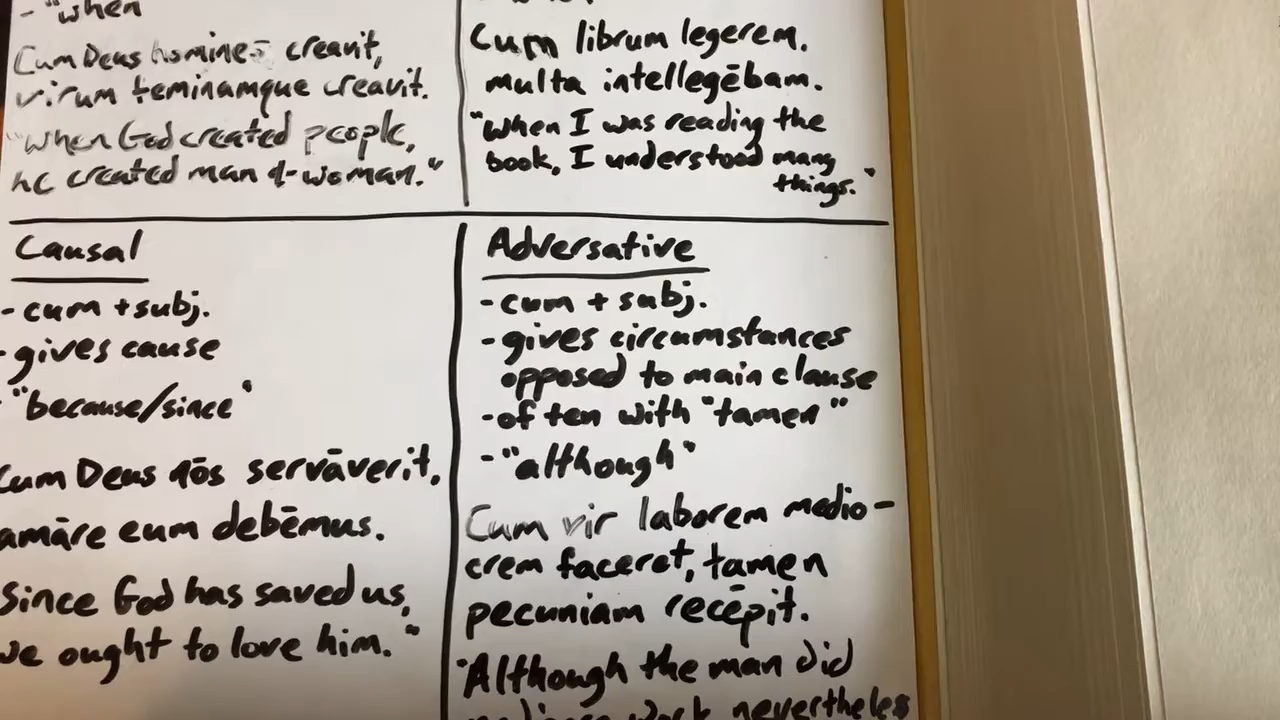 - "when
Cum Deus homines creavit,
virum feminamque creavit.
"when God created people,
he created man & woman."
Cum librum legerem,
multa intellegēbam.
"when I was reading the
book, I understood many
things."
Causal
- cum + subj.
- gives cause
- "because/since"
Cum Deus nōs servāverit,
amāre eum debēmus.
Since God has saved us,
we ought to love him."
Adversative
- cum + subj.
- gives circumstances
opposed to main clause
- often with "tamen"
- "although"
Cum vir laborem medio-
crem faceret, tamen
pecuniam recēpit.
"Although the man did
work nevertheless